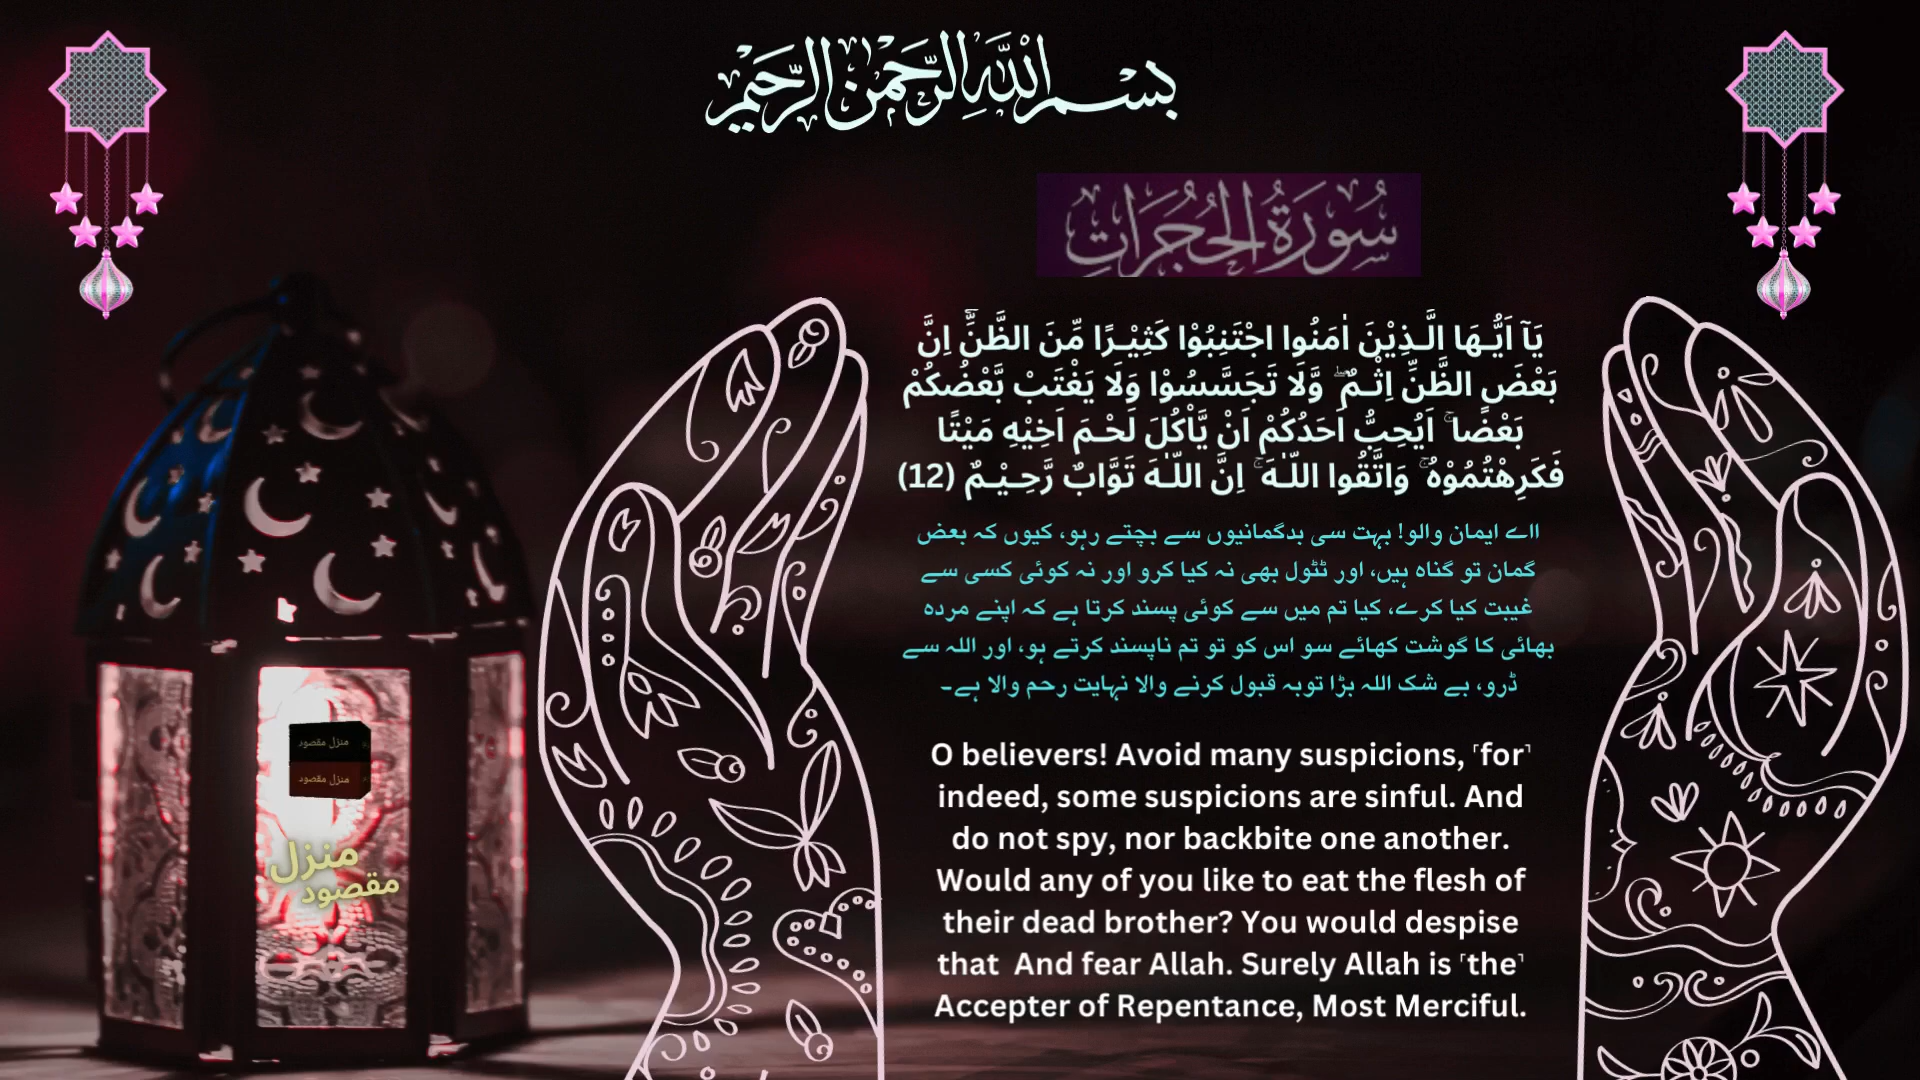 بسم الله الرحمن الرحيم
سُورَةُ الحُجُرَاتِ
يَآ اَيُّـهَا الَّـذِيْنَ اٰمَنُوا اجْتَنِبُوْا كَثِيْـرًا مِّنَ الظَّنِّۚ اِنَّ
بَعْضَ الظَّنِّ اِثْـمٌ ۖ وَّلَا تَجَسَّسُوْا وَلَا يَغْتَبْ بَّعْضُكُمْ
بَعْضًا ۚ اَيُحِبُّ اَحَدُكُمْ اَنْ يَّاْكُلَ لَحْـمَ اَخِيْهِ مَيْتًا
فَكَرِهْتُمُوْهُ ۚ وَاتَّقُوا اللّـٰهَ ۚ اِنَّ اللّـٰهَ تَوَّابٌ رَّحِـيْـمٌ (12)
ااے ایمان والو! بہت سی بدگمانیوں سے بچتے رہو، کیوں کہ بعض
گمان تو گناہ ہیں، اور ٹٹول بھی نہ کیا کرو اور نہ کوئی کسی سے
غیبت کیا کرے، کیا تم میں سے کوئی پسند کرتا ہے کہ اپنے مردہ
بھائی کا گوشت کھائے سو اس کو تو تم ناپسند کرتے ہو، اور اللہ سے
ڈرو، بے شک اللہ بڑا توبہ قبول کرنے والا نہایت رحم والا ہے۔
O believers! Avoid many suspicions, ˹for˺
indeed, some suspicions are sinful. And
do not spy, nor backbite one another.
Would any of you like to eat the flesh of
their dead brother? You would despise
that  And fear Allah. Surely Allah is ˹the˺
Accepter of Repentance, Most Merciful.
منزل مقصود
منزل مقصود
منزل
مقصود